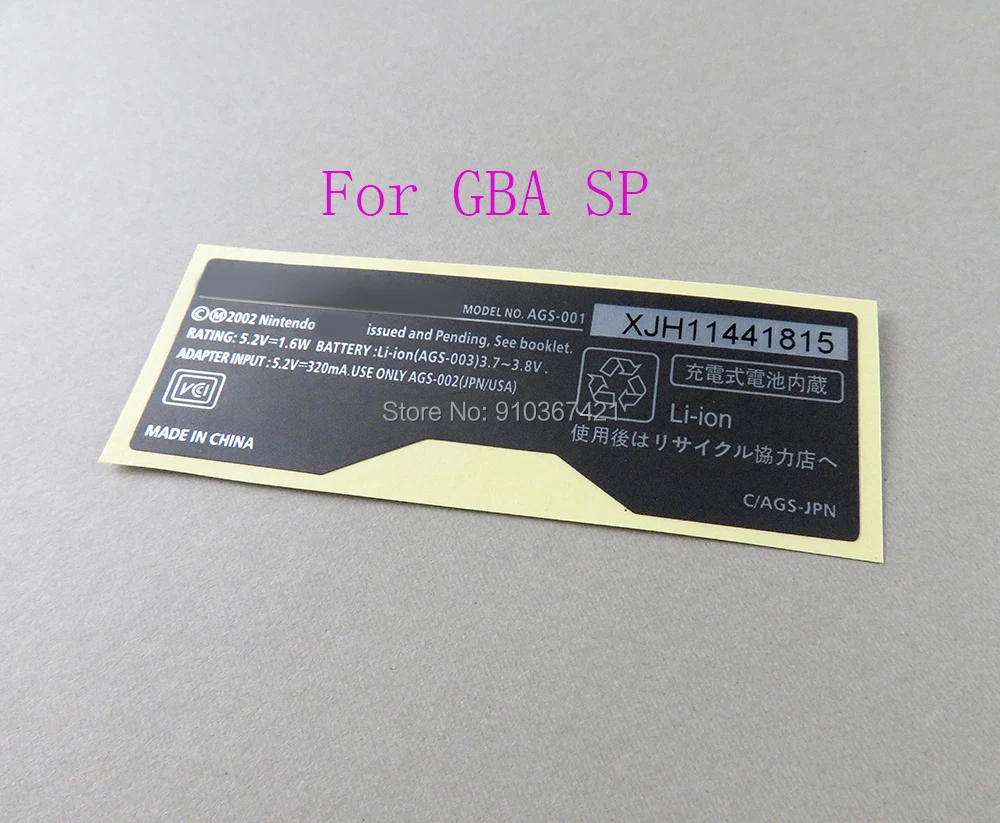 For GBA SP
MODEL NO. AGS-001
XJH11441815
ⒸⓂ2002 Nintendo
issued and Pending, See booklet.
RATING: 5.2V⎓1.6W BATTERY :Li-ion(AGS-003)3.7~3.8V .
ADAPTER INPUT :5.2V⎓320mA.USE ONLY AGS-002(JPN/USA)
VCI
MADE IN CHINA
充電式電池内蔵
Li-ion
使用後はリサイクル協力店へ
C/AGS-JPN
Store No: 910367421